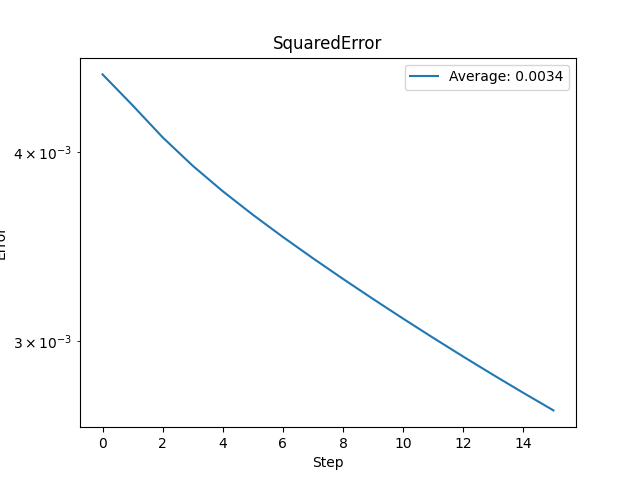 SquaredError
Average: 0.0034
4 × 10⁻³
3 × 10⁻³
Error
0 2 4 6 8 10 12 14
Step